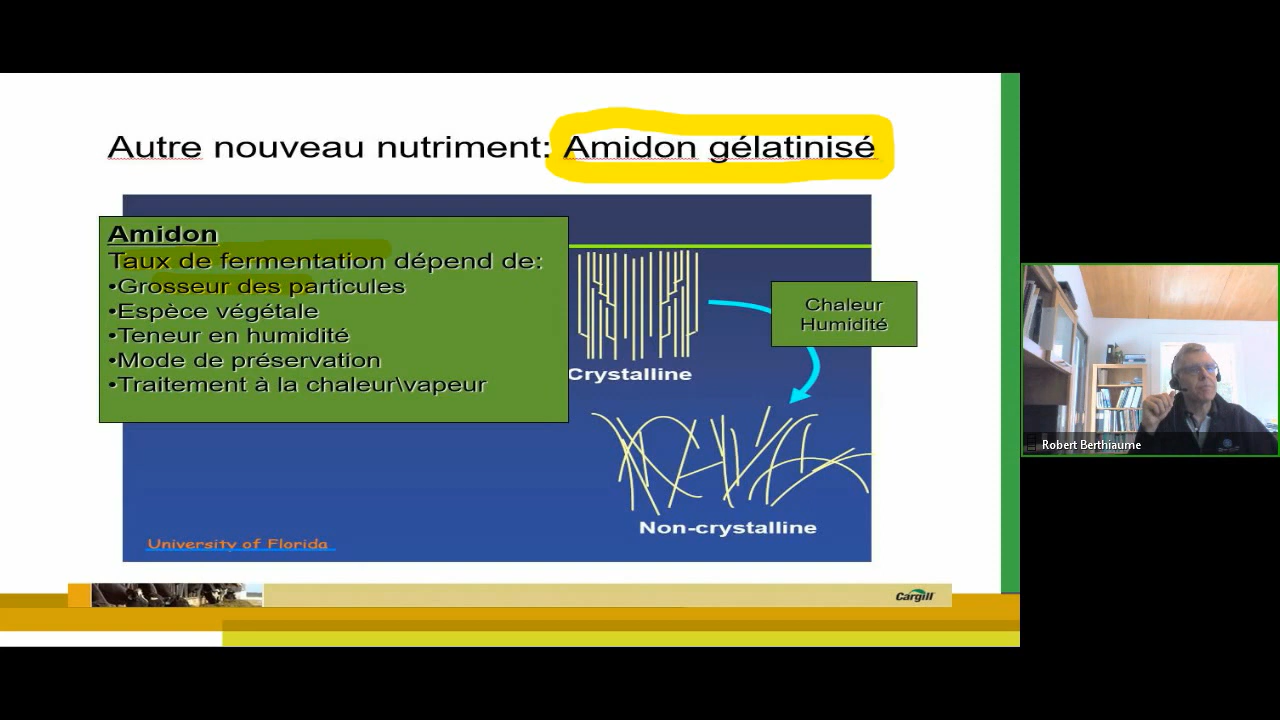 Autre nouveau nutriment: Amidon gélatinisé
Amidon
Taux de fermentation dépend de:
•Grosseur des particules
•Espèce végétale
•Teneur en humidité
•Mode de préservation
•Traitement à la chaleur\vapeur
Chaleur
Humidité
Crystalline
Non-crystalline
University of Florida
Cargill
Robert Berthiaume